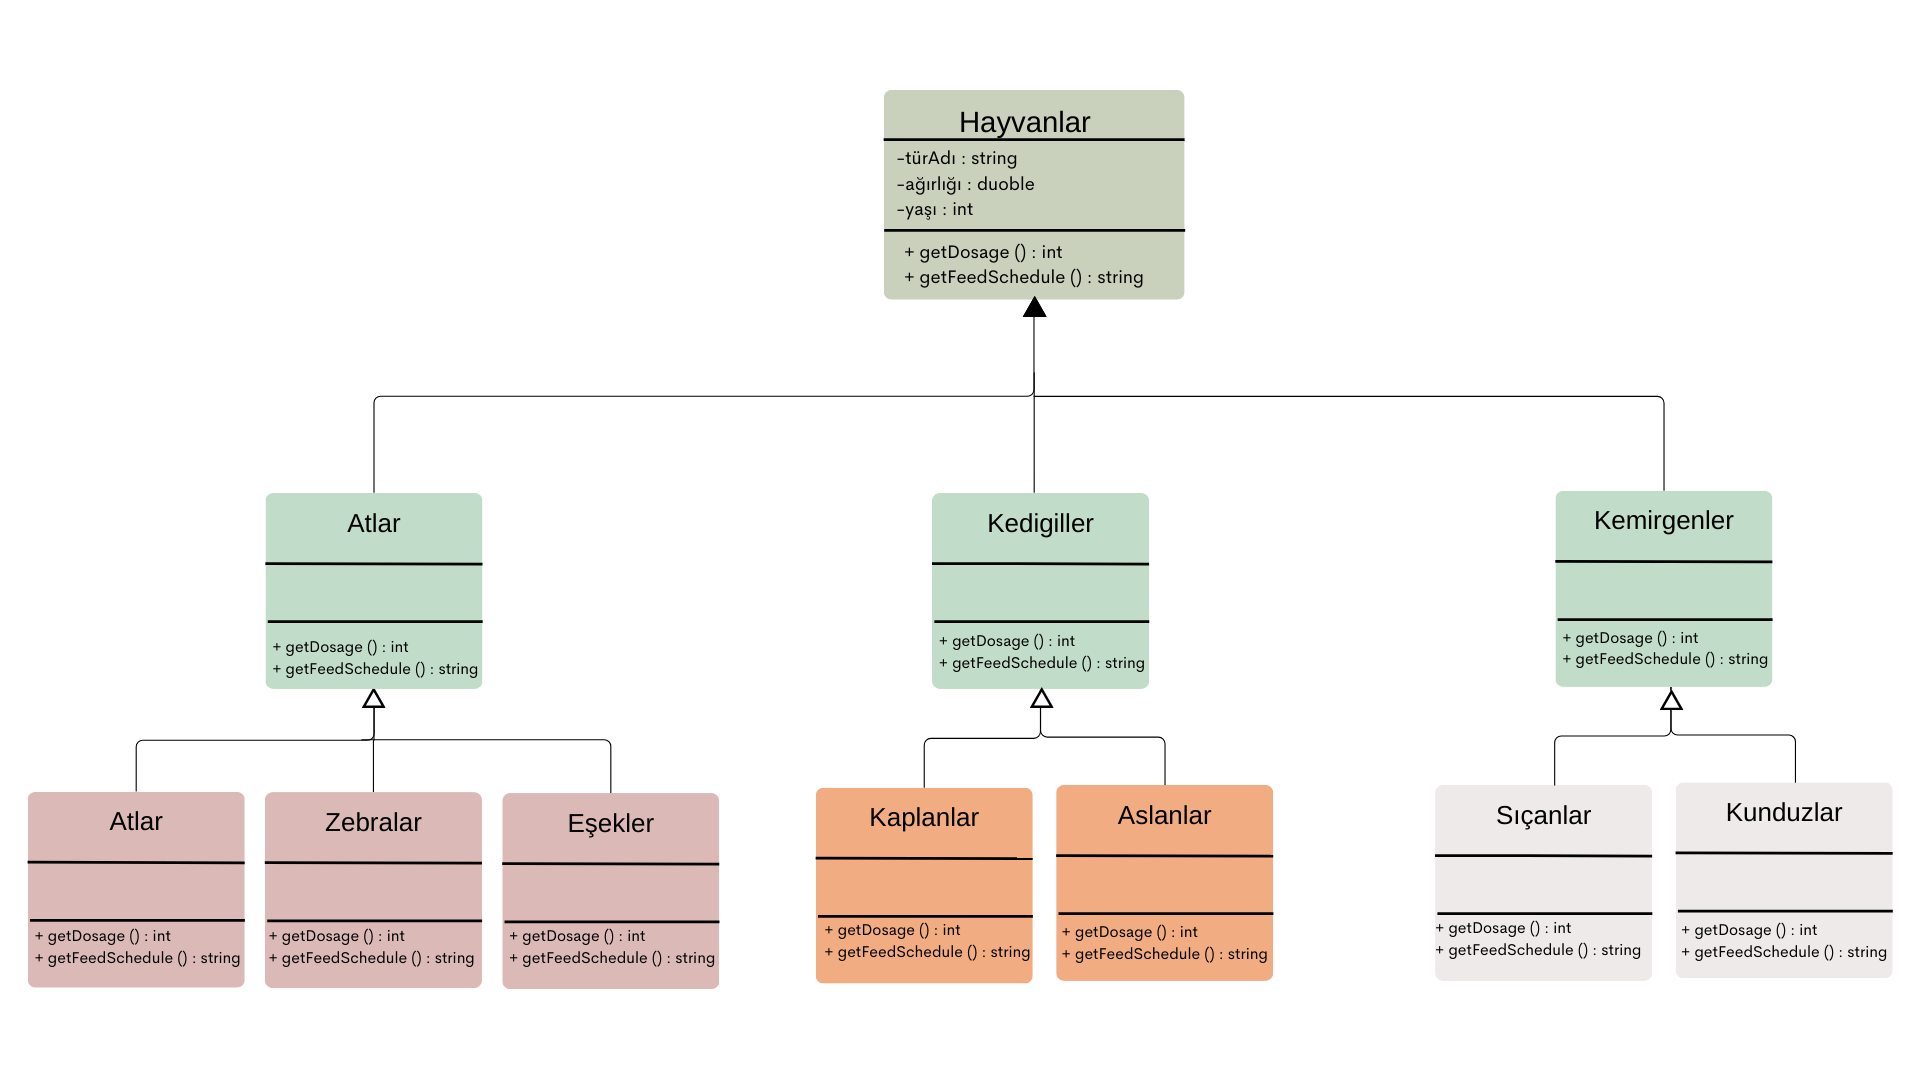 Hayvanlar
-türAdı : string
-ağırlığı : duoble
-yaşı : int
+ getDosage () : int
+ getFeedSchedule () : string
Atlar
+ getDosage () : int
+ getFeedSchedule () : string
Kedigiller
+ getDosage () : int
+ getFeedSchedule () : string
Kemirgenler
+ getDosage () : int
+ getFeedSchedule () : string
Atlar
+ getDosage () : int
+ getFeedSchedule () : string
Zebralar
+ getDosage () : int
+ getFeedSchedule () : string
Eşekler
+ getDosage () : int
+ getFeedSchedule () : string
Kaplanlar
+ getDosage () : int
+ getFeedSchedule () : string
Aslanlar
+ getDosage () : int
+ getFeedSchedule () : string
Sıçanlar
+ getDosage () : int
+ getFeedSchedule () : string
Kunduzlar
+ getDosage () : int
+ getFeedSchedule () : string